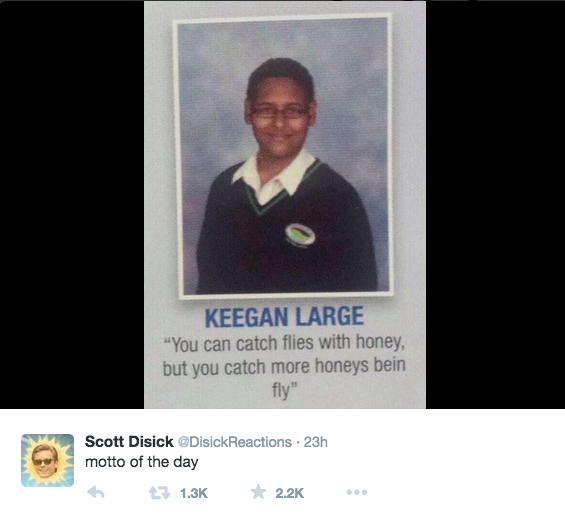 KEEGAN LARGE
“You can catch flies with honey,
but you catch more honeys bein
fly”
Scott Disick @DisickReactions · 23h
motto of the day
1.3K 2.2K